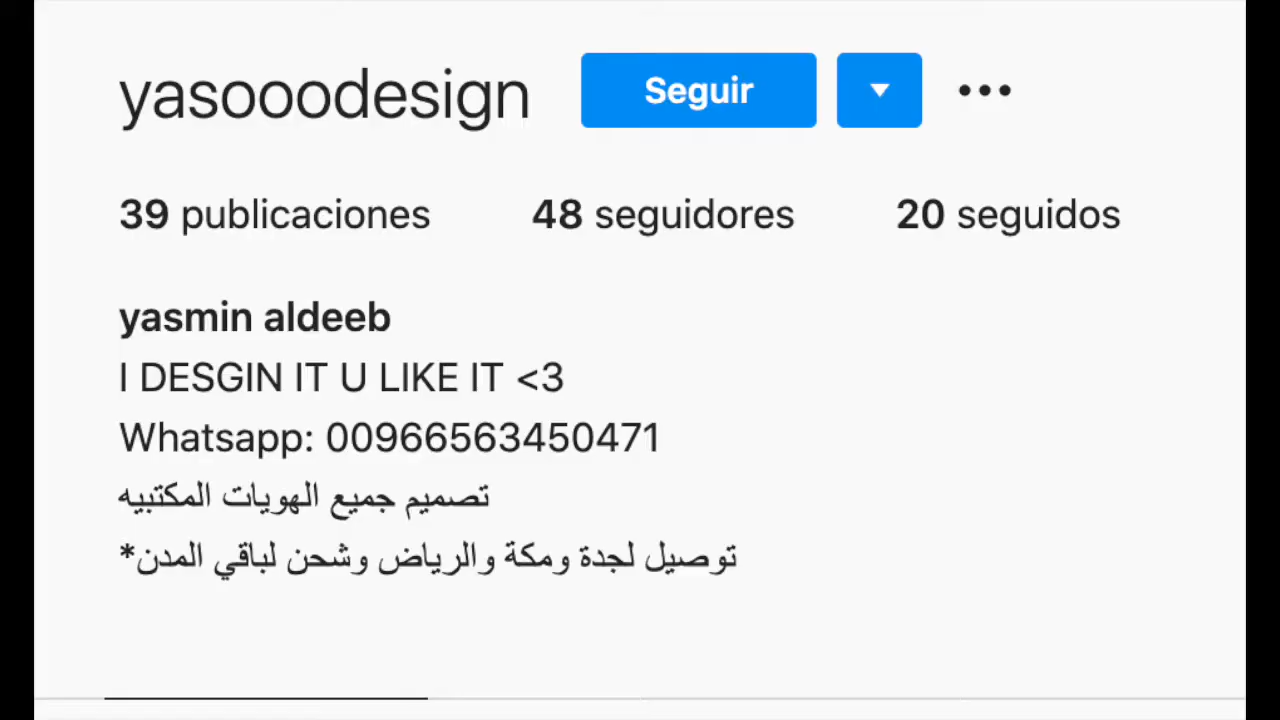 yasooodesign Seguir
39 publicaciones 48 seguidores 20 seguidos
yasmin aldeeb
I DESGIN IT U LIKE IT <3
Whatsapp: 00966563450471
تصميم جميع الهويات المكتبيه
توصيل لجدة ومكة والرياض وشحن لباقي المدن*